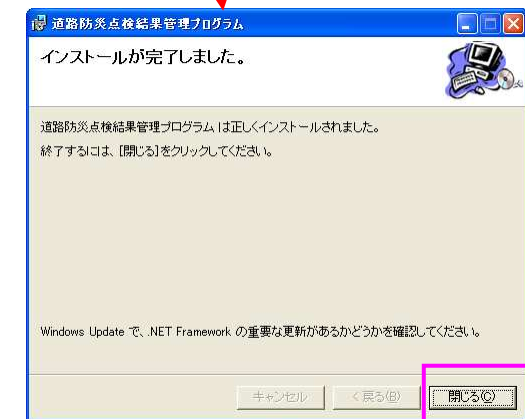 道路防災点検結果管理プログラム
インストールが完了しました。
道路防災点検結果管理プログラム は正しくインストールされました。
終了するには、[閉じる]をクリックしてください。
Windows Update で、.NET Framework の重要な更新があるかどうかを確認してください。
キャンセル
< 戻る(B)
閉じる(C)